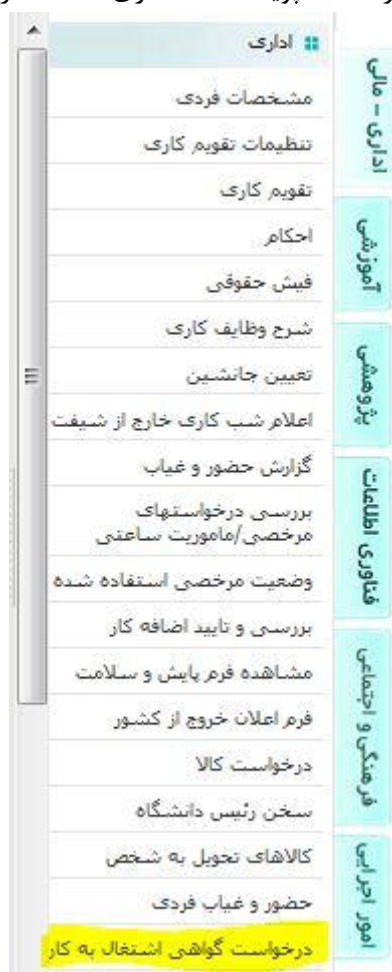 اداری
مشخصات فردی
تنظیمات تقویم کاری
تقویم کاری
احکام
فیش حقوقی
شرح وظایف کاری
تعیین جانشین
اعلام شب کاری خارج از شیفت
گزارش حضور و غیاب
بررسی درخواستهای
مرخصی/ماموریت ساعتی
وضعیت مرخصی استفاده شده
بررسی و تایید اضافه کار
مشاهده فرم پایش و سلامت
فرم اعلان خروج از کشور
درخواست کالا
سخن رئیس دانشگاه
کالاهای تحویل به شخص
حضور و غیاب فردی
درخواست گواهی اشتغال به کار
اداری - مالی
آموزشی
پژوهشی
فناوری اطلاعات
فرهنگی و اجتماعی
امور اجرایی